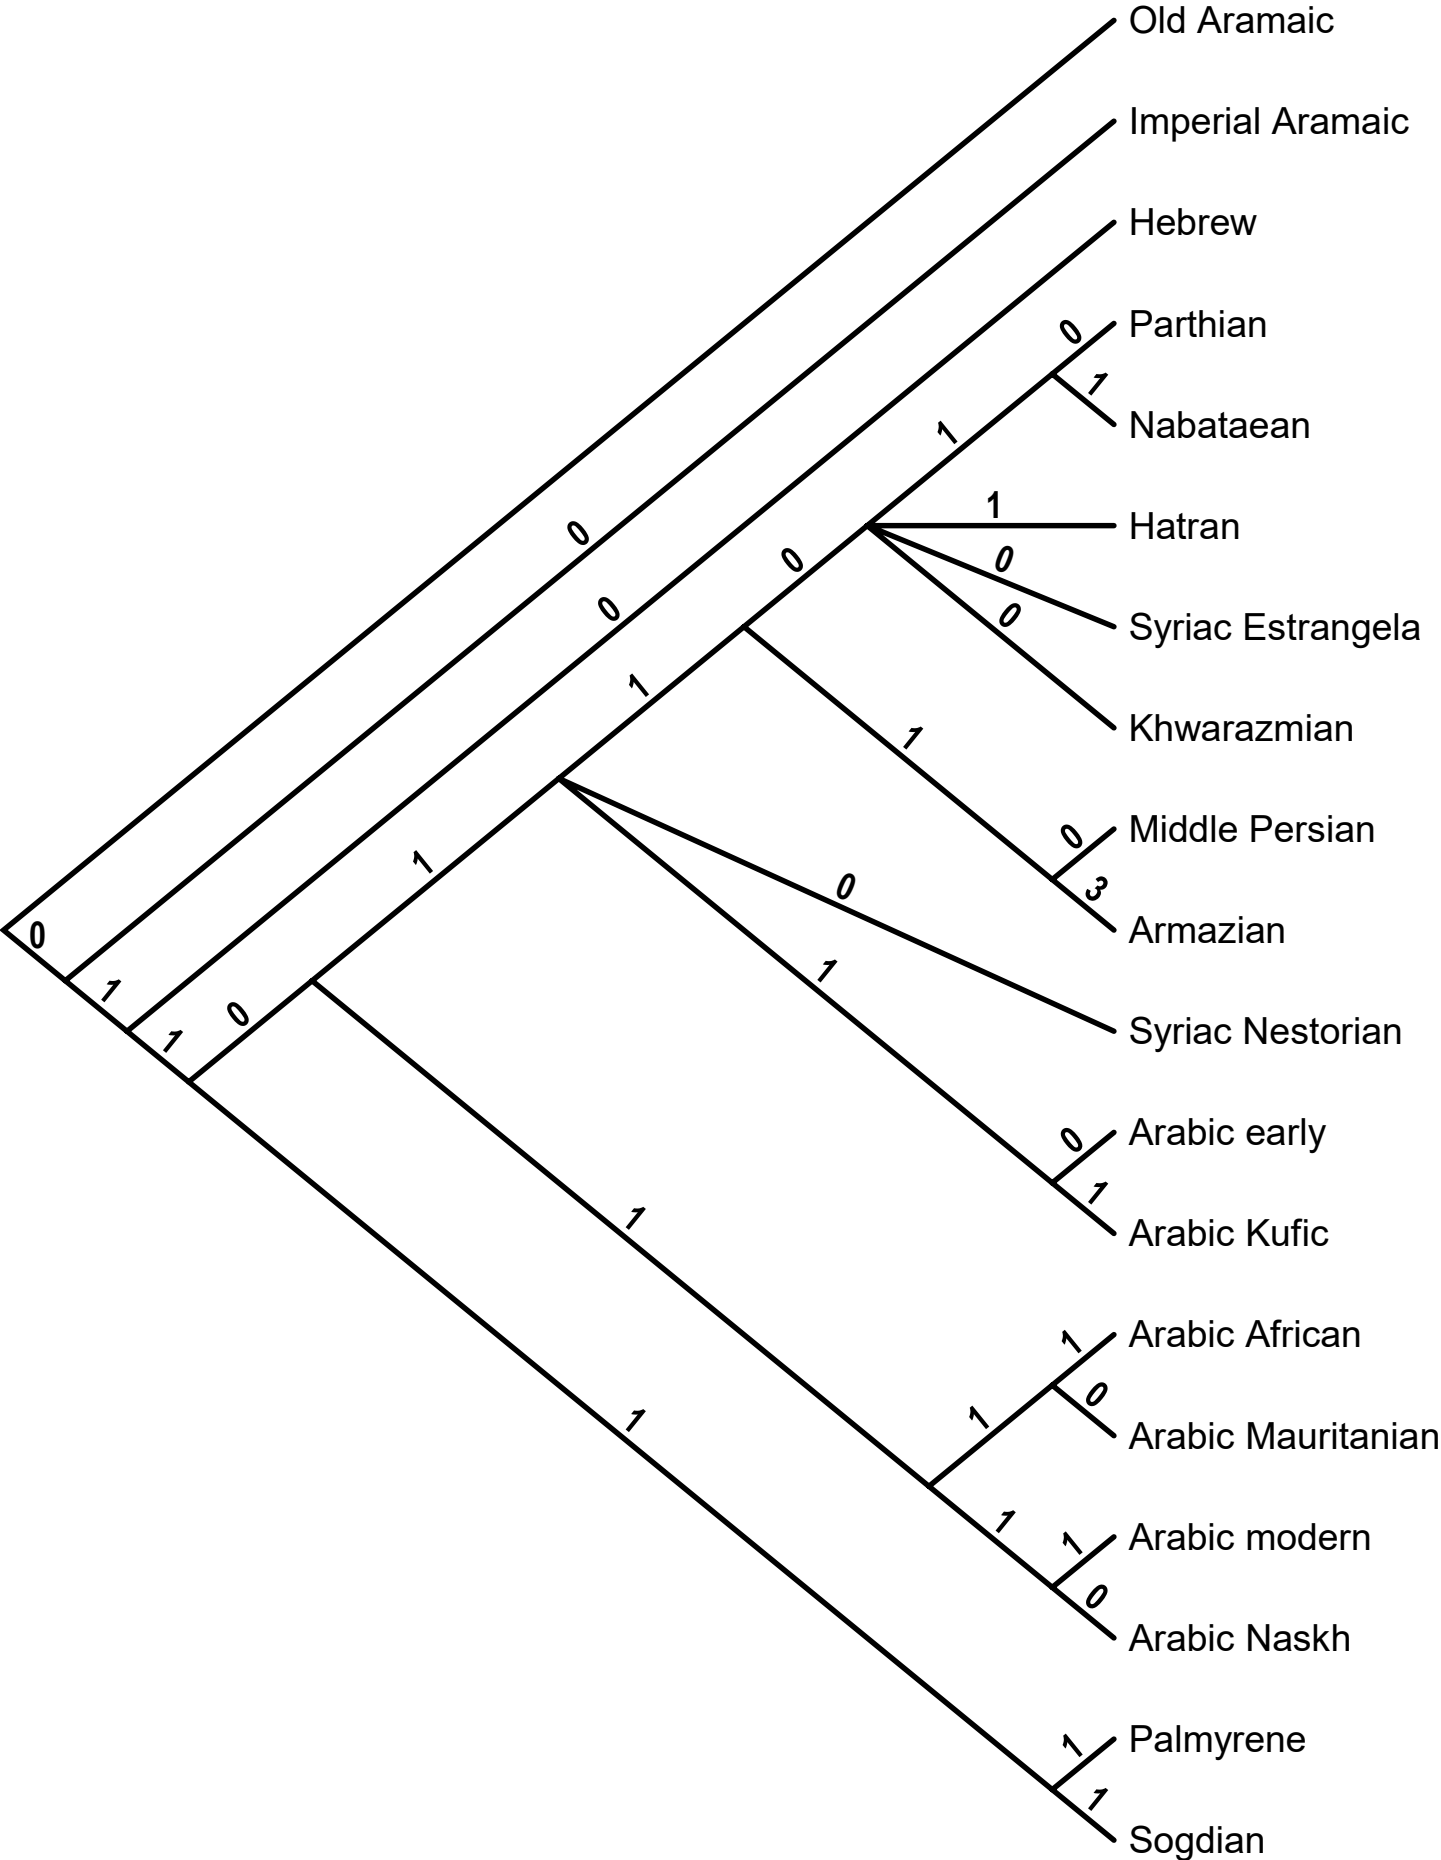 Old Aramaic
Imperial Aramaic
Hebrew
0 Parthian
1
Nabataean
1
1 Hatran
0
0
0
0
Syriac Estrangela
0
0
1
Khwarazmian
1
0 Middle Persian
1
0
3
Armazian
0
1
1
0
Syriac Nestorian
1
0 Arabic early
1
1
Arabic Kufic
1 Arabic African
0
1
1
Arabic Mauritanian
1
1 Arabic modern
0
Arabic Naskh
1 Palmyrene
1
Sogdian